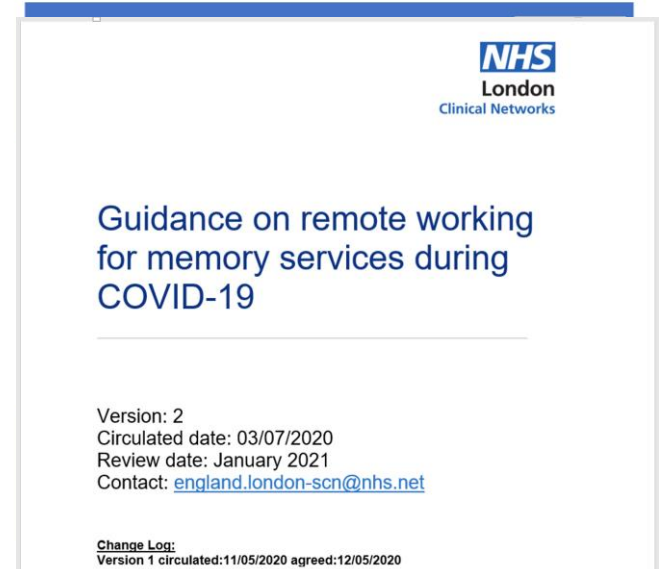 NHS
London
Clinical Networks
Guidance on remote working
for memory services during
COVID-19
Version: 2
Circulated date: 03/07/2020
Review date: January 2021
Contact: england.london-scn@nhs.net
Change Log:
Version 1 circulated:11/05/2020 agreed:12/05/2020